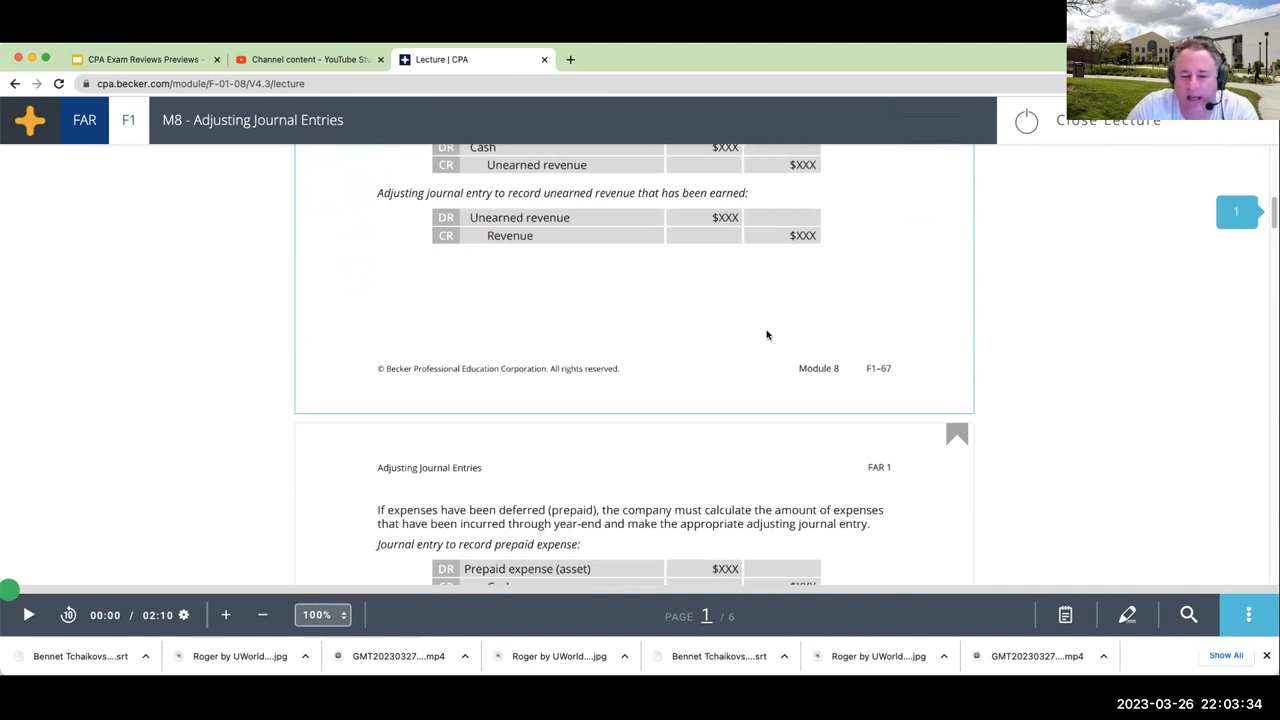 CPA Exam Reviews Previews -
Channel content - YouTube Stu
Lecture | CPA
cpa.becker.com/module/F-01-08/V4.3/lecture
FAR F1 M8 - Adjusting Journal Entries Close Lecture
DR Cash $XXX
CR Unearned revenue $XXX
Adjusting journal entry to record unearned revenue that has been earned:
DR Unearned revenue $XXX
CR Revenue $XXX
1
© Becker Professional Education Corporation. All rights reserved. Module 8 F1–67
Adjusting Journal Entries FAR 1
If expenses have been deferred (prepaid), the company must calculate the amount of expenses
that have been incurred through year-end and make the appropriate adjusting journal entry.
Journal entry to record prepaid expense:
DR Prepaid expense (asset) $XXX
10 00:00 / 02:10 + − 100% PAGE 1 / 6
Bennet Tchaikovs....srt Roger by UWorld....jpg GMT20230327....mp4 Roger by UWorld....jpg Bennet Tchaikovs....srt Roger by UWorld....jpg GMT20230327....mp4 Show All
2023-03-26 22:03:34